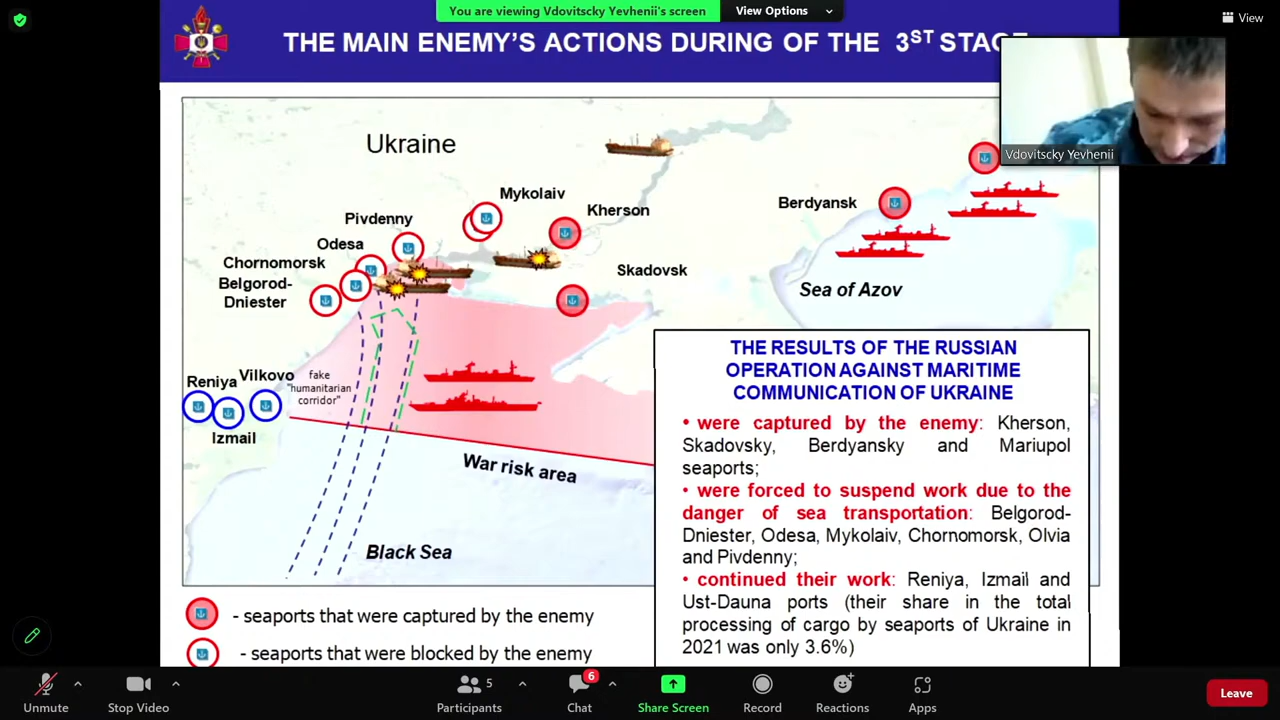 You are viewing Vdovitscky Yevhenii's screen
View Options
View
THE MAIN ENEMY'S ACTIONS DURING OF THE 3ST STAGE
Vdovitscky Yevhenii
Ukraine
Mykolaiv
Kherson
Berdyansk
Pivdenny
Odesa
Chornomorsk
Skadovsk
Belgorod-
Dniester
Sea of Azov
Reniya
Vilkovo
Izmail
fake
"humanitarian
corridor"
War risk area
Black Sea
THE RESULTS OF THE RUSSIAN
OPERATION AGAINST MARITIME
COMMUNICATION OF UKRAINE
• were captured by the enemy: Kherson,
Skadovsky, Berdyansky and Mariupol
seaports;
• were forced to suspend work due to the
danger of sea transportation: Belgorod-
Dniester, Odesa, Mykolaiv, Chornomorsk, Olvia
and Pivdenny;
• continued their work: Reniya, Izmail and
Ust-Dauna ports (their share in the total
processing of cargo by seaports of Ukraine in
2021 was only 3.6%)
- seaports that were captured by the enemy
- seaports that were blocked by the enemy
Unmute
Stop Video
Participants
5
Chat
6
Share Screen
Record
Reactions
Apps
Leave